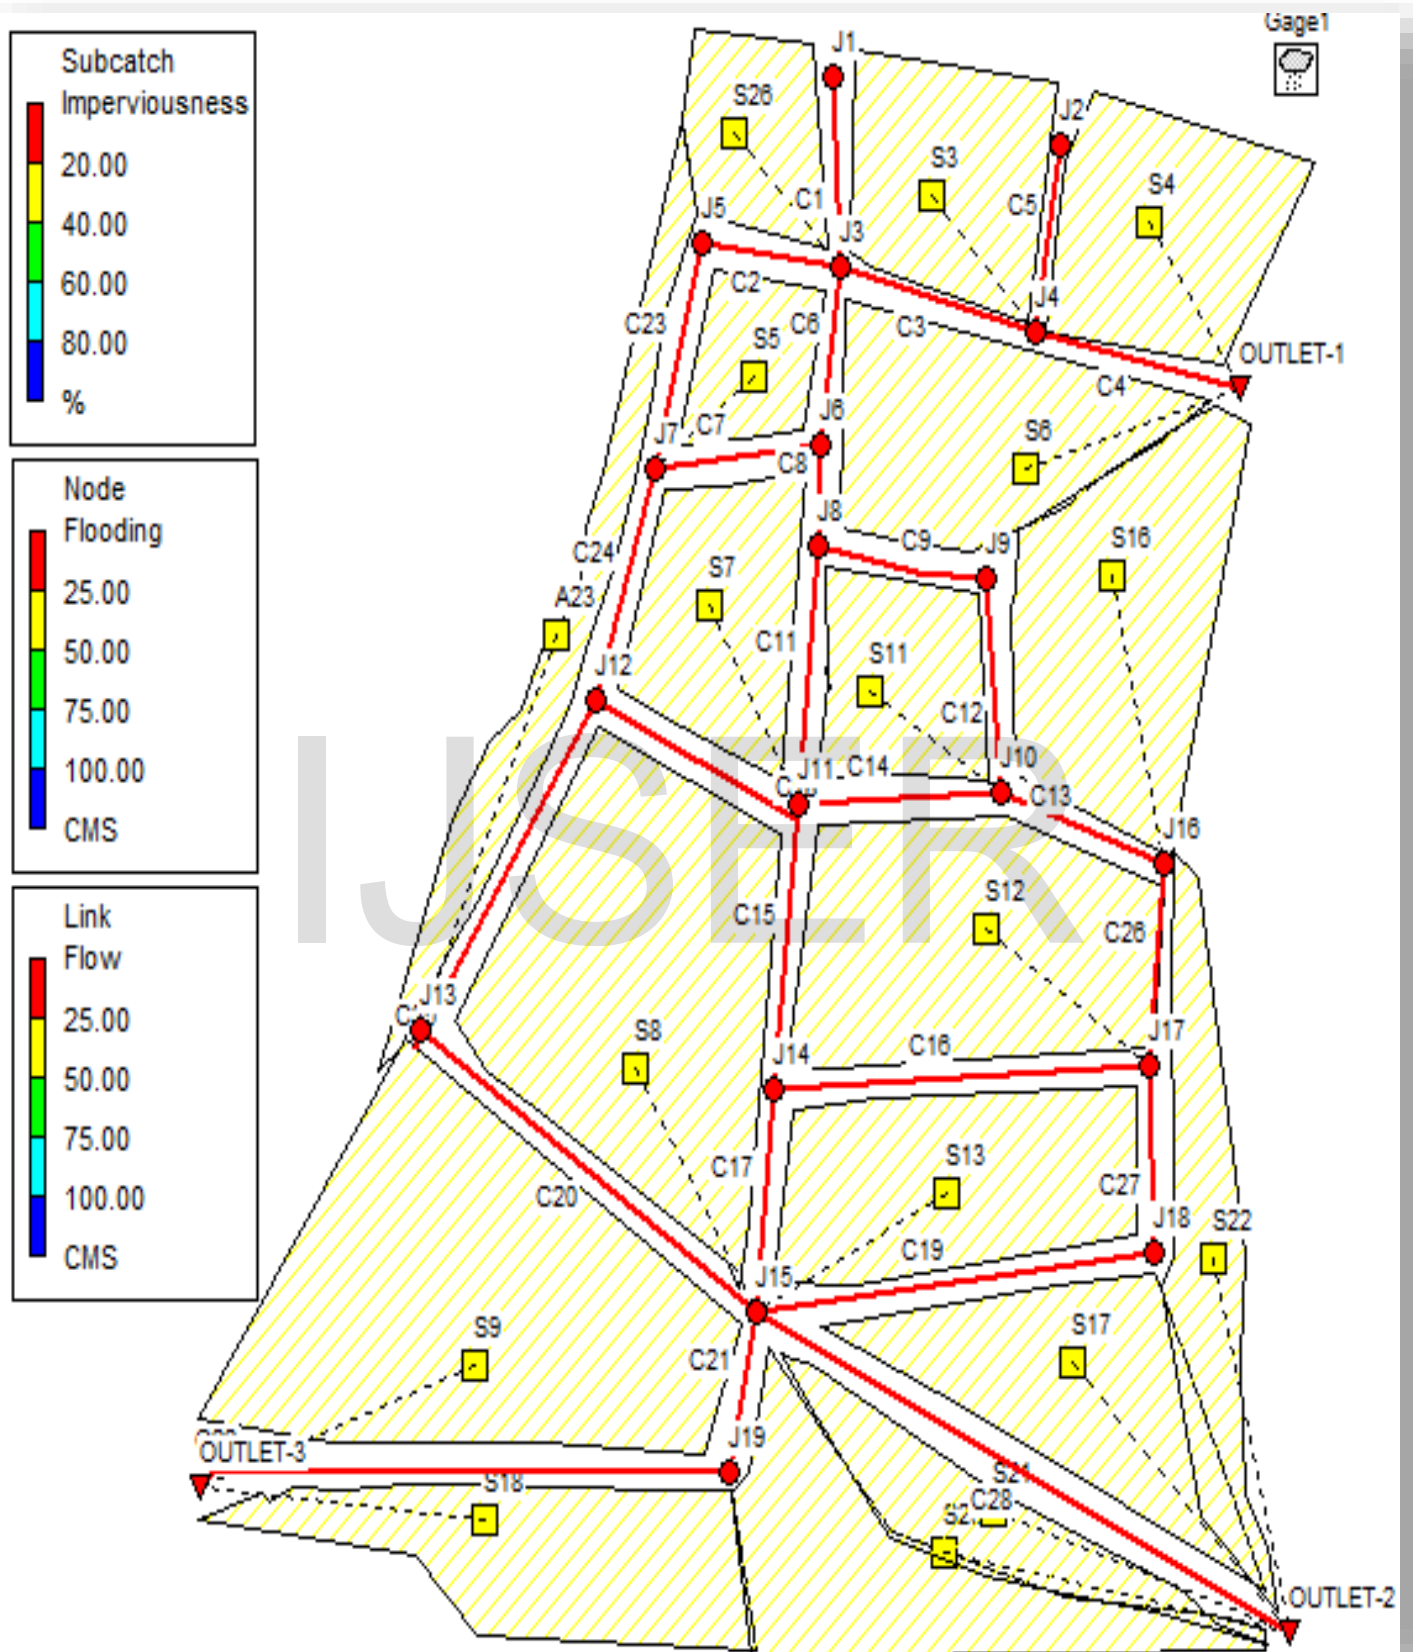 Gage1
Subcatch
Imperviousness
20.00
40.00
60.00
80.00
%
Node
Flooding
25.00
50.00
75.00
100.00
CMS
Link
Flow
25.00
50.00
75.00
100.00
CMS
J1
S26
J2
S3
S4
C1
C5
J5
J3
J4
C2
C23
C6
C3
OUTLET-1
S5
C4
C7
J6
J7
S6
C8
J8
C9
J9
S16
C24
S7
A23
C11
S11
J12
C12
J11
C14
J10
C13
J16
IJSER
S12
C15
C26
J13
S8
J14
C16
J17
C17
S13
C20
C27
J18
S22
C19
J15
S9
C21
S17
J19
OUTLET-3
S18
C28
OUTLET-2